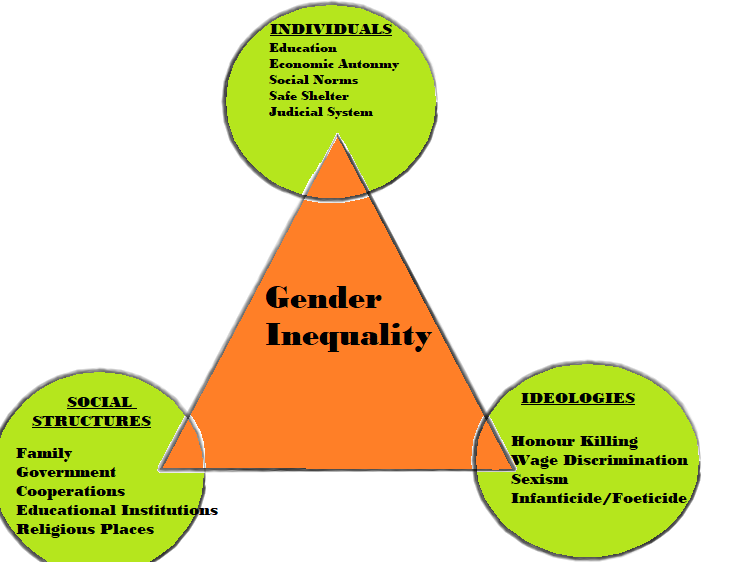 INDIVIDUALS
Education
Economic Autonmy
Social Norms
Safe Shelter
Judicial System
Gender
Inequality
SOCIAL
STRUCTURES
Family
Government
Cooperations
Educational Institutions
Religious Places
IDEOLOGIES
Honour Killing
Wage Discrimination
Sexism
Infanticide/Foeticide